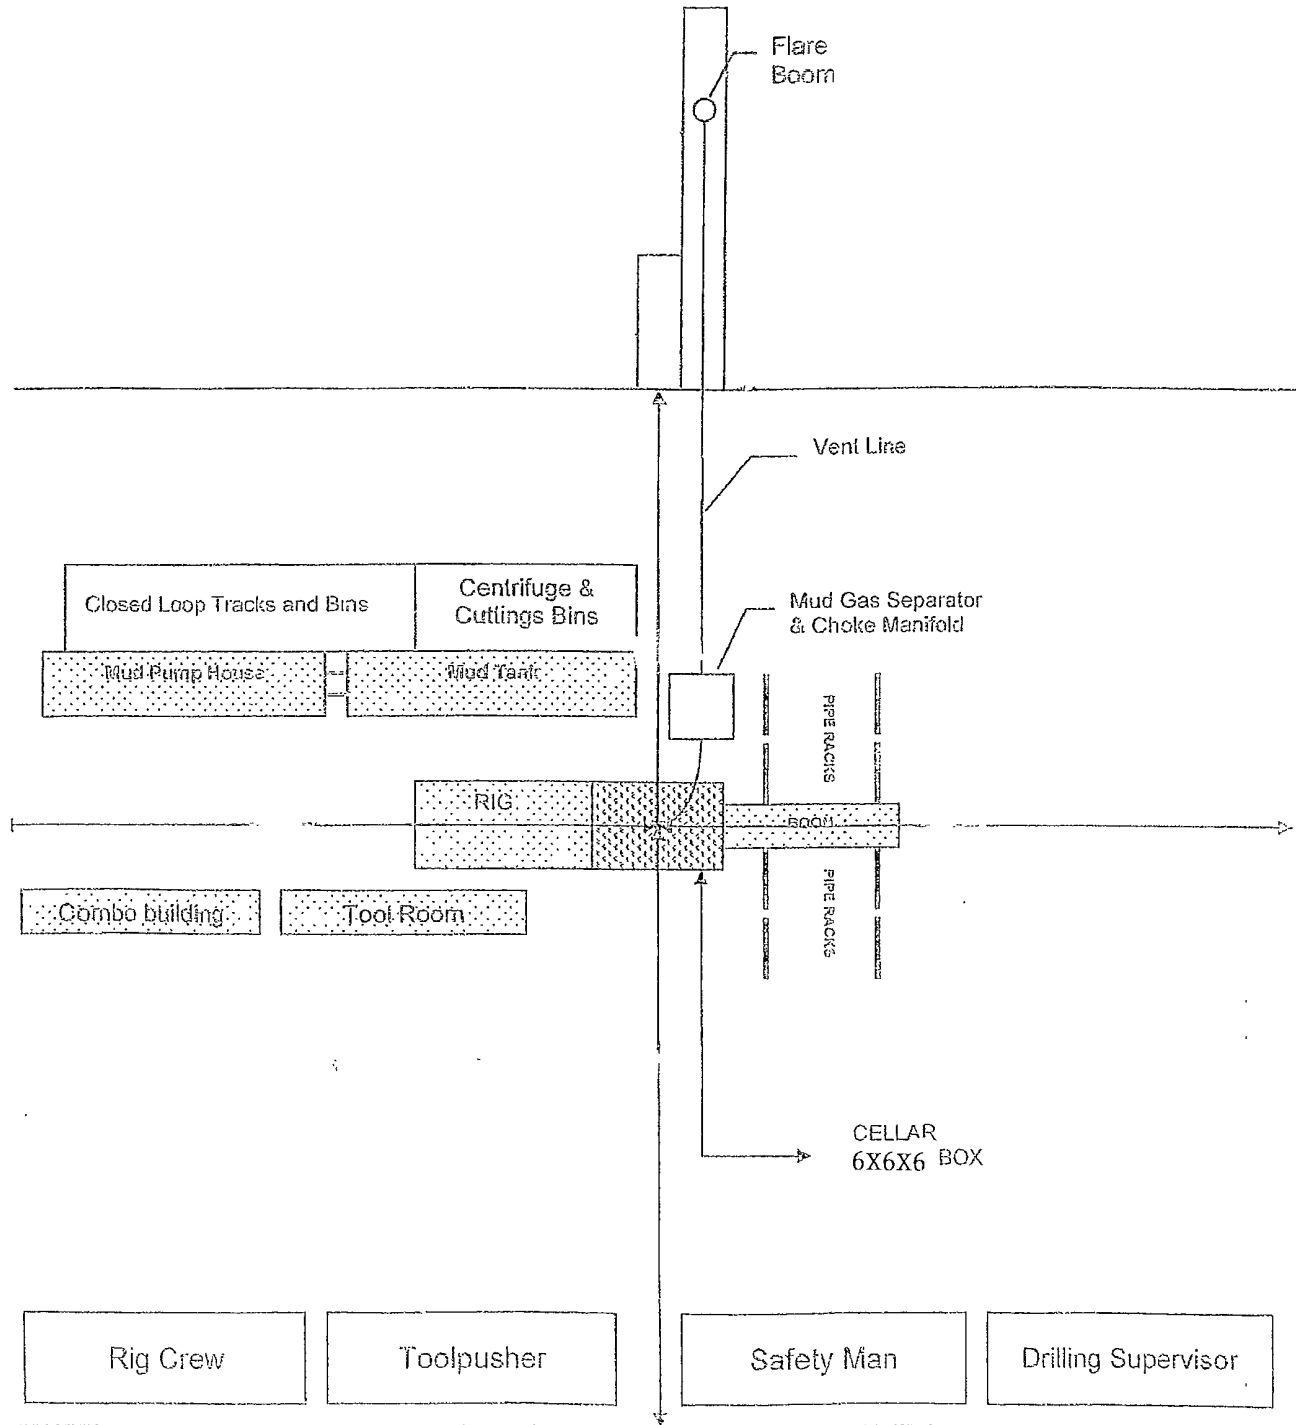 Flare
Boom
Vent Line
Closed Loop Tracks and Bins
Centrifuge &
Cuttings Bins
Mud Gas Separator
& Choke Manifold
Mud Pump House
Mud Tank
PIPE RACKS
RIG
BOOM
Combo building
Tool Room
PIPE RACKS
CELLAR
6X6X6 BOX
Rig Crew
Toolpusher
Safety Man
Drilling Supervisor